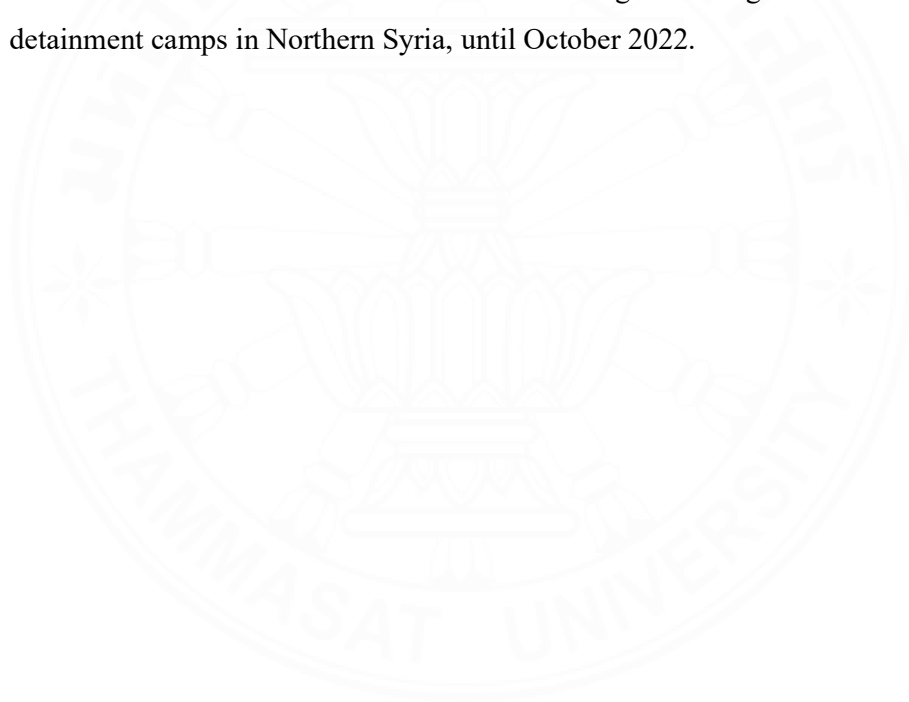 detainment camps in Northern Syria, until October 2022.
THAMMASAT UNIVERSITY